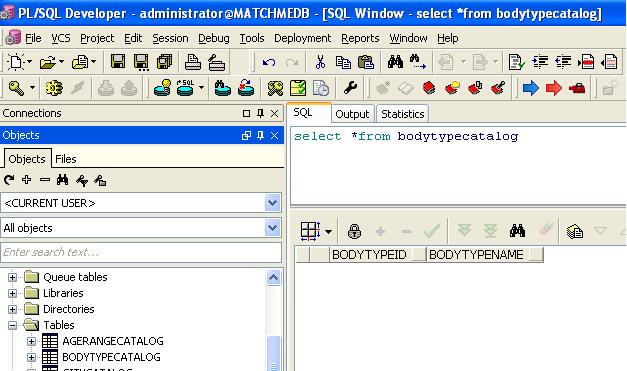 PL/SQL Developer - administrator@MATCHMEDB - [SQL Window - select *from bodytypecatalog]
File VCS Project Edit Session Debug Tools Deployment Reports Window Help
SQL
Connections
Objects
Objects Files
<CURRENT USER>
All objects
Enter search text...
Queue tables
Libraries
Directories
Tables
AGERANGECATALOG
BODYTYPECATALOG
SQL Output Statistics
select *from bodytypecatalog
BODYTYPEID BODYTYPENAME